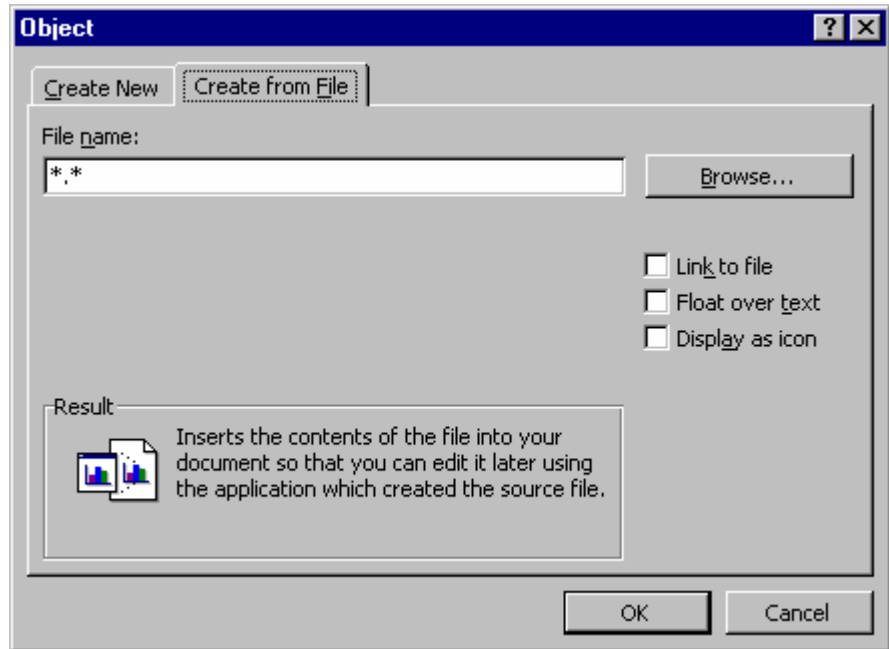 Object
Create New
Create from File
File name:
*.*
Browse...
Link to file
Float over text
Display as icon
Result
Inserts the contents of the file into your
document so that you can edit it later using
the application which created the source file.
OK
Cancel